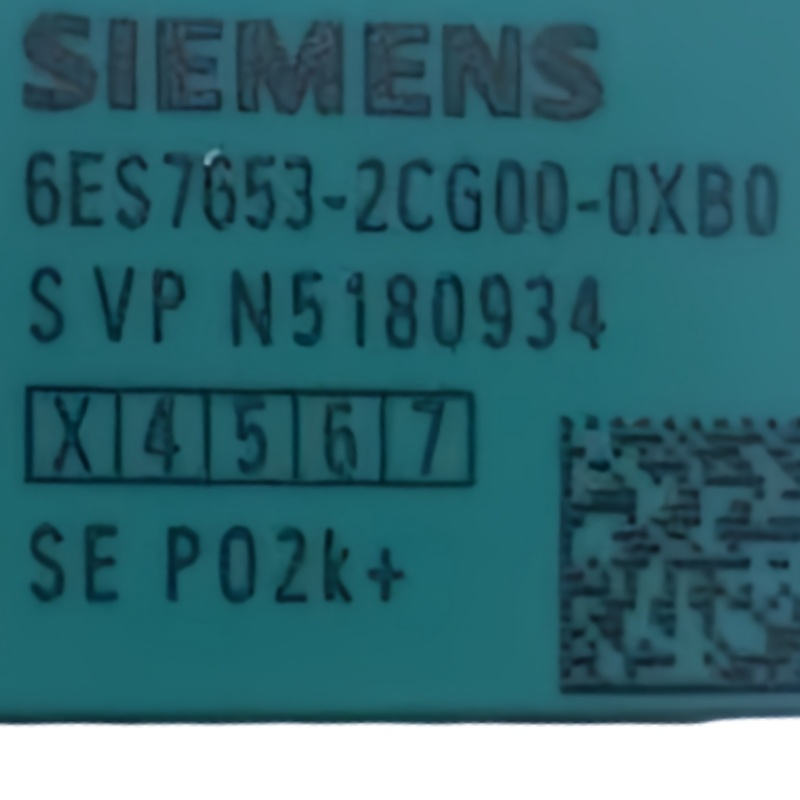 SIEMENS
6ES7653-2CG00-0XB0
S VP N5180934
X 4 5 6 7
SE P02k+